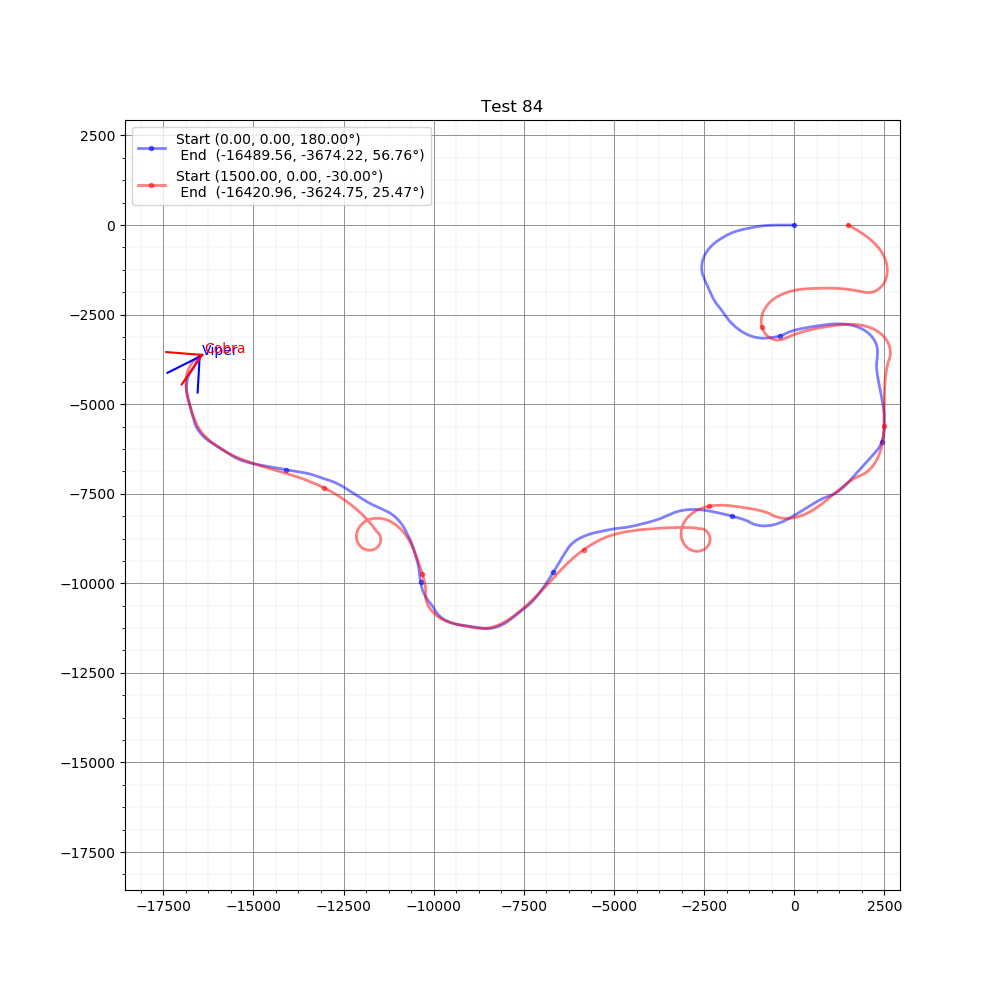 Test 84
Start (0.00, 0.00, 180.00°)
End (-16489.56, -3674.22, 56.76°)
Start (1500.00, 0.00, -30.00°)
End (-16420.96, -3624.75, 25.47°)
2500
0
−2500
−5000
−7500
−10000
−12500
−15000
−17500
Viper
Cobra
−17500 −15000 −12500 −10000 −7500 −5000 −2500 0 2500